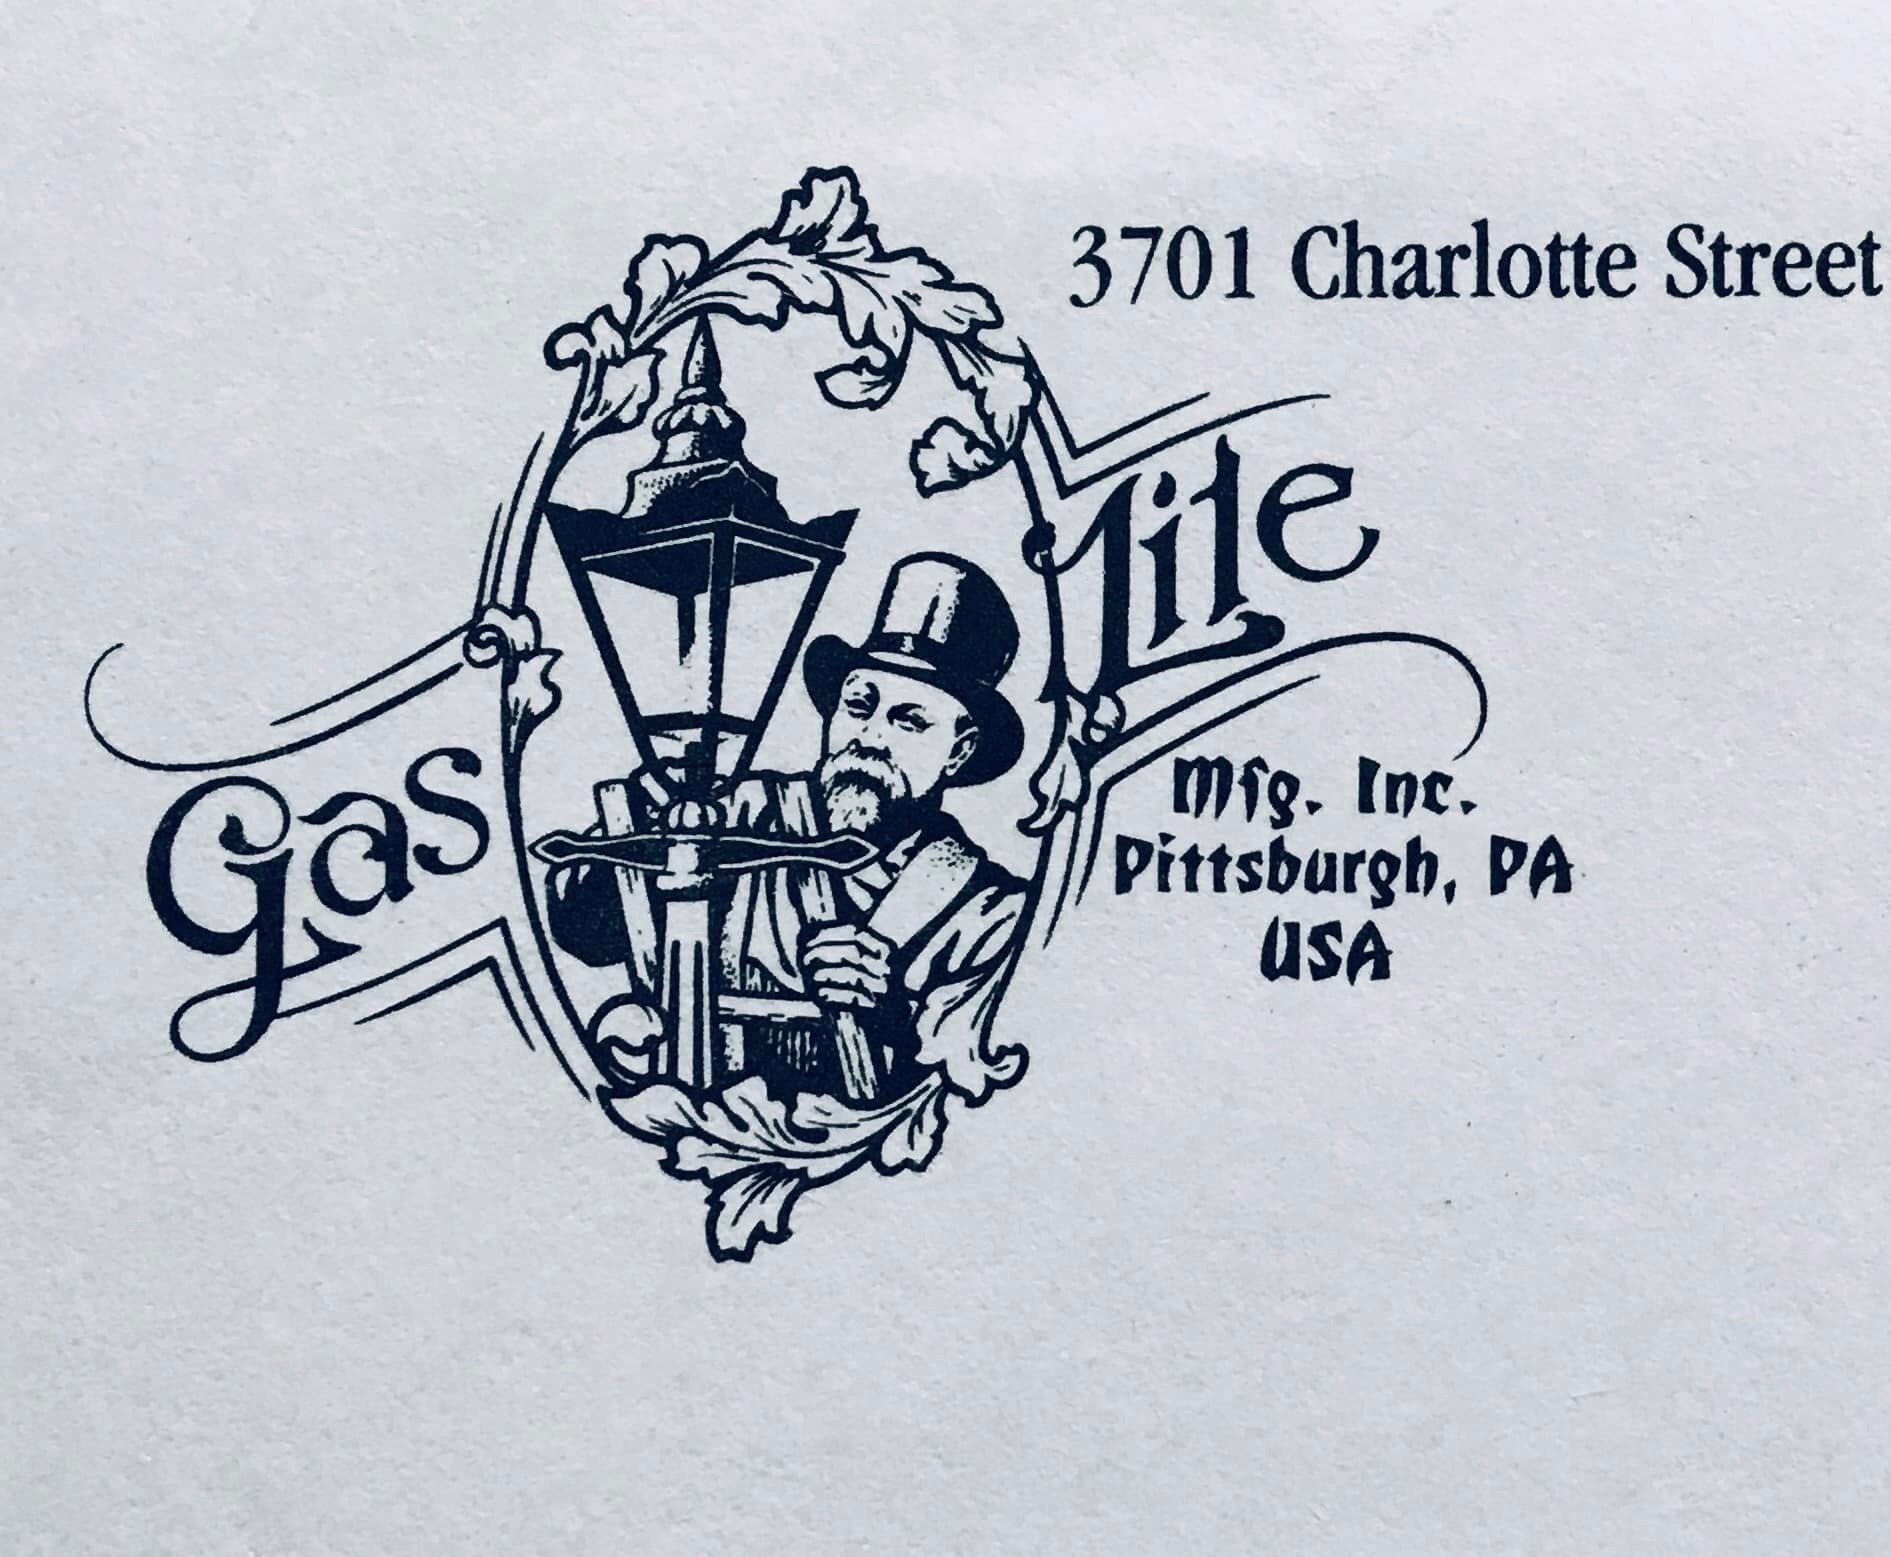 3701 Charlotte Street
Gas Lite
Mfg. Inc.
Pittsburgh, PA
USA